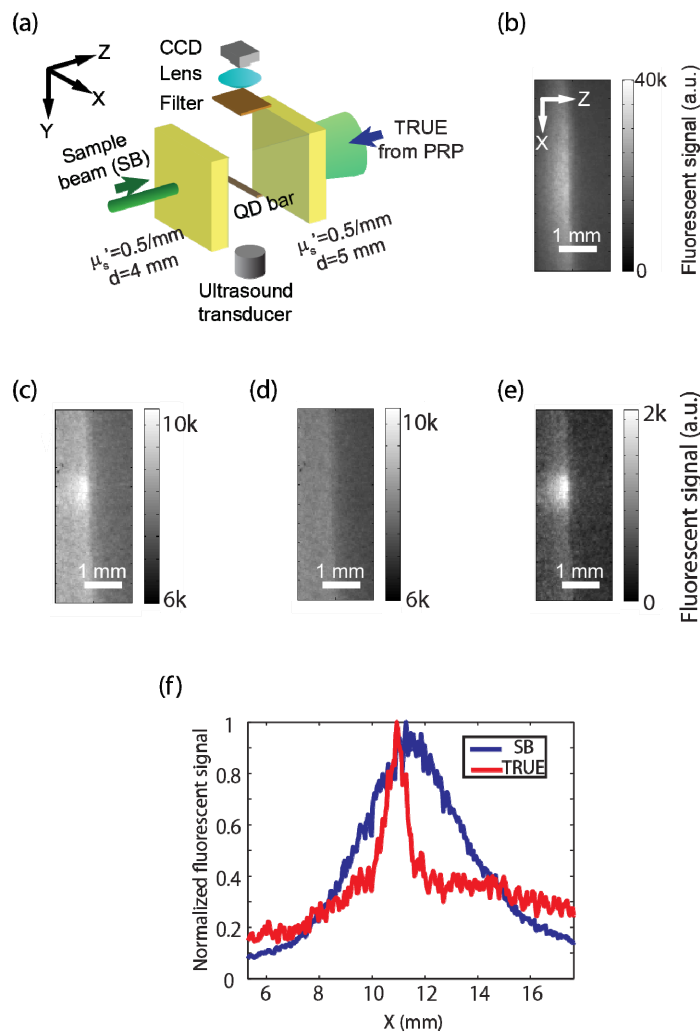 (a)
Z
X
Y
CCD
Lens
Filter
Sample
beam (SB)
TRUE
from PRP
QD bar
μs'=0.5/mm
d=4 mm
μs'=0.5/mm
d=5 mm
Ultrasound
transducer
(b)
Z
X
1 mm
40k
0
Fluorescent signal (a.u.)
(c)
1 mm
10k
6k
(d)
1 mm
10k
6k
(e)
1 mm
2k
0
Fluorescent signal (a.u.)
(f)
Normalized fluorescent signal
1
0.8
0.6
0.4
0.2
0
SB
TRUE
6 8 10 12 14 16
X (mm)